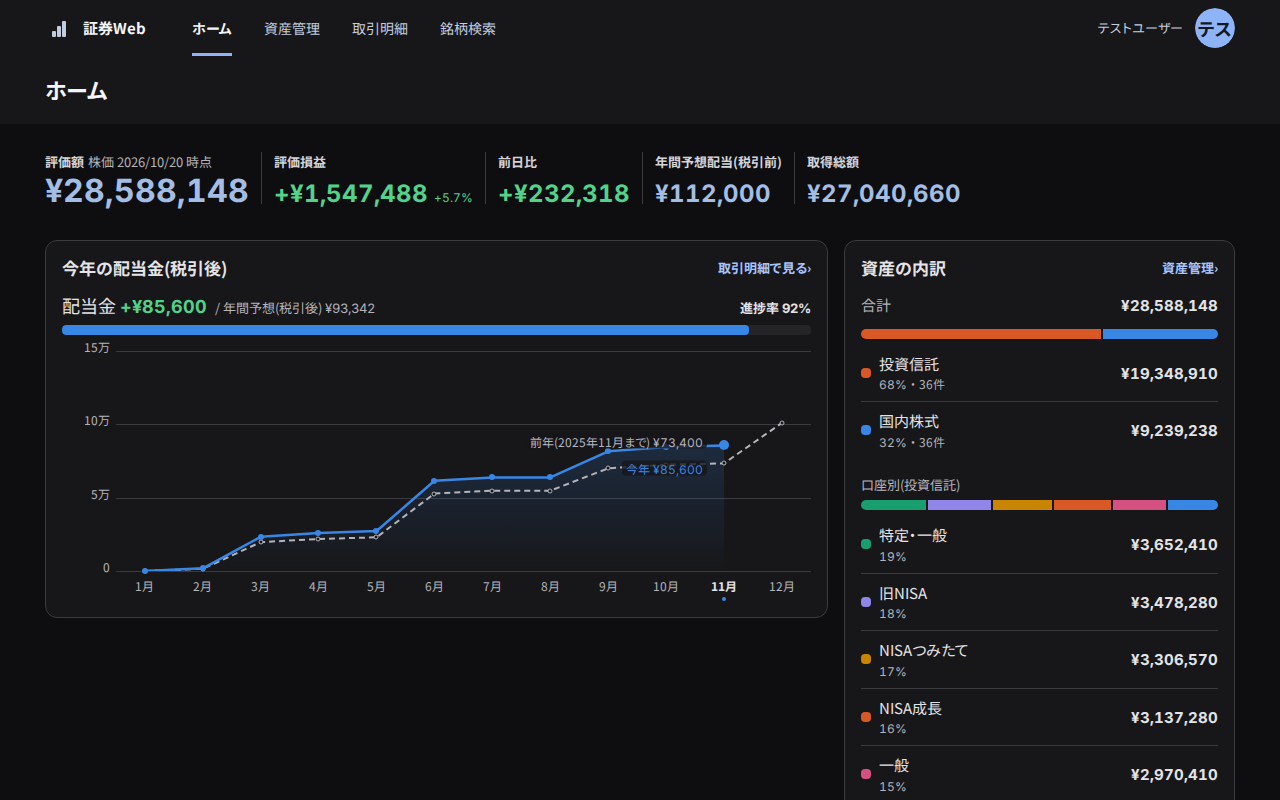 証券Web
ホーム
資産管理
取引明細
銘柄検索
テストユーザー
テス
ホーム
評価額 株価 2026/10/20 時点
¥28,588,148
評価損益
+¥1,547,488 +5.7%
前日比
+¥232,318
年間予想配当(税引前)
¥112,000
取得総額
¥27,040,660
今年の配当金(税引後)
取引明細で見る›
配当金 +¥85,600 / 年間予想(税引後) ¥93,342
進捗率 92%
15万
10万
5万
0
前年(2025年11月まで) ¥73,400
今年 ¥85,600
1月
2月
3月
4月
5月
6月
7月
8月
9月
10月
11月
12月
資産の内訳
資産管理›
合計
¥28,588,148
投資信託
68%・36件
¥19,348,910
国内株式
32%・36件
¥9,239,238
口座別(投資信託)
特定・一般
19%
¥3,652,410
旧NISA
18%
¥3,478,280
NISAつみたて
17%
¥3,306,570
NISA成長
16%
¥3,137,280
一般
15%
¥2,970,410